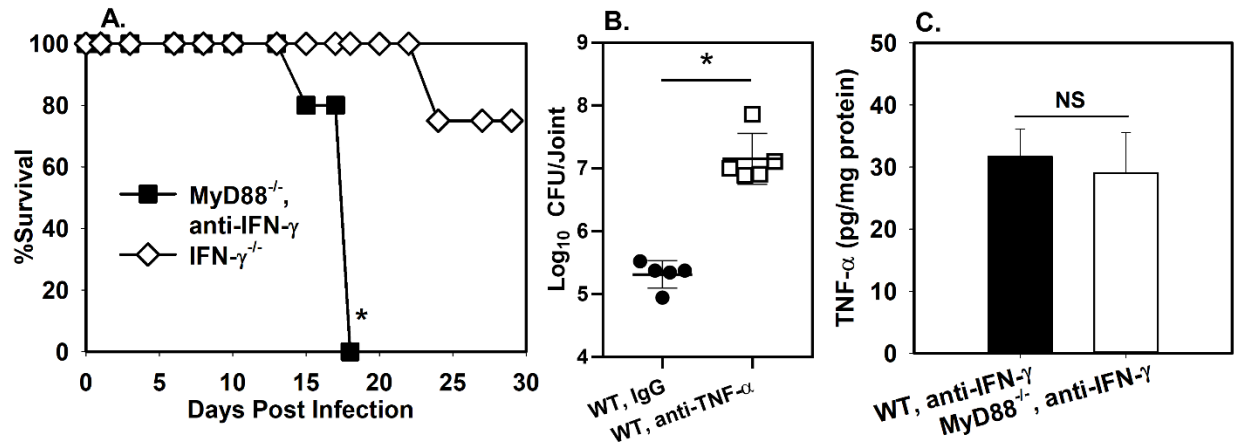 A.
%Survival
100
80
60
40
20
0
MyD88⁻/⁻,
anti-IFN-γ
IFN-γ⁻/⁻
*
0 5 10 15 20 25 30
Days Post Infection
B.
Log₁₀ CFU/Joint
9
8
7
6
5
4
*
WT, IgG
WT, anti-TNF-α
C.
TNF-α (pg/mg protein)
50
40
30
20
10
0
NS
WT, anti-IFN-γ
MyD88⁻/⁻, anti-IFN-γ